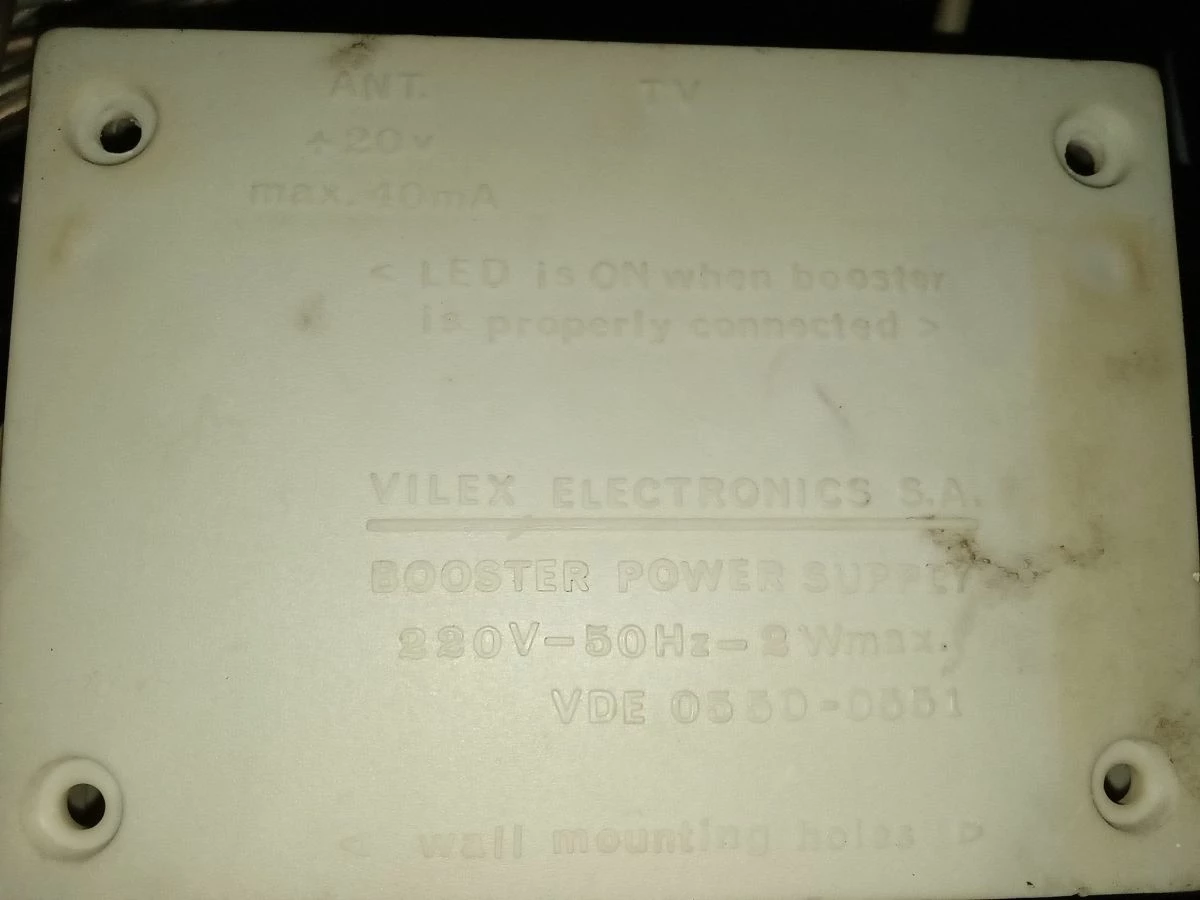 ANT. TV
+20v
max. 40mA
< LED is ON when booster
is properly connected >
VILEX ELECTRONICS S.A.
BOOSTER POWER SUPPLY
220V-50Hz-2Wmax.
VDE 0550-0551
< wall mounting holes >